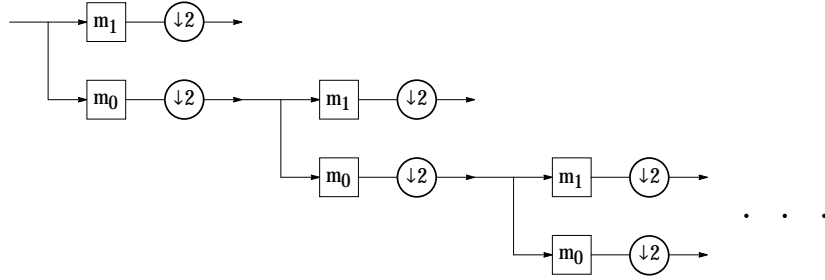 m1 ↓2
m0 ↓2 m1 ↓2
m0 ↓2 m1 ↓2
m0 ↓2
. . .